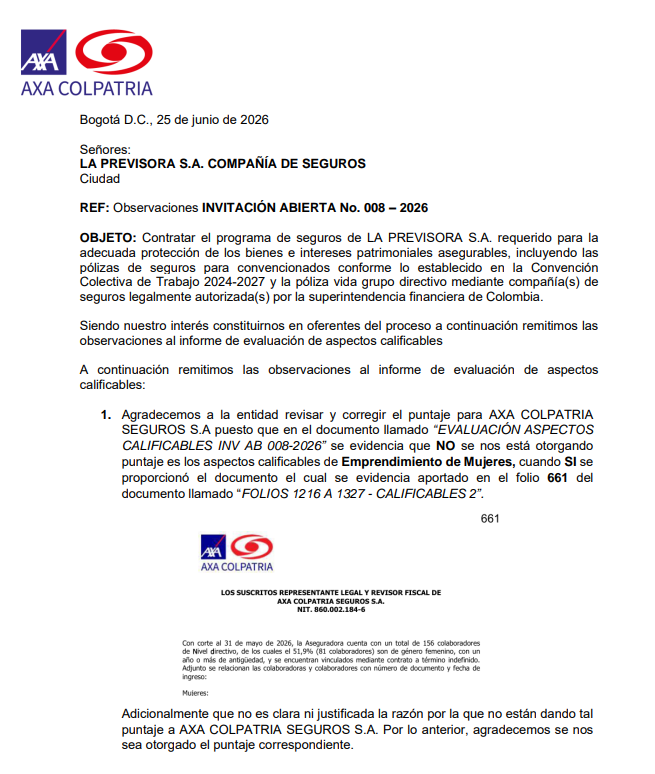 AXA
AXA COLPATRIA
Bogotá D.C., 25 de junio de 2026
Señores:
LA PREVISORA S.A. COMPAÑÍA DE SEGUROS
Ciudad
REF: Observaciones INVITACIÓN ABIERTA No. 008 – 2026
OBJETO: Contratar el programa de seguros de LA PREVISORA S.A. requerido para la
adecuada protección de los bienes e intereses patrimoniales asegurables, incluyendo las
pólizas de seguros para convencionados conforme lo establecido en la Convención
Colectiva de Trabajo 2024-2027 y la póliza vida grupo directivo mediante compañía(s) de
seguros legalmente autorizada(s) por la superintendencia financiera de Colombia.
Siendo nuestro interés constituirnos en oferentes del proceso a continuación remitimos las
observaciones al informe de evaluación de aspectos calificables
A continuación remitimos las observaciones al informe de evaluación de aspectos
calificables:
1. Agradecemos a la entidad revisar y corregir el puntaje para AXA COLPATRIA
SEGUROS S.A puesto que en el documento llamado “EVALUACIÓN ASPECTOS
CALIFICABLES INV AB 008-2026” se evidencia que NO se nos está otorgando
puntaje es los aspectos calificables de Emprendimiento de Mujeres, cuando SI se
proporcionó el documento el cual se evidencia aportado en el folio 661 del
documento llamado “FOLIOS 1216 A 1327 - CALIFICABLES 2”.
661
AXA
AXA COLPATRIA
LOS SUSCRITOS REPRESENTANTE LEGAL Y REVISOR FISCAL DE
AXA COLPATRIA SEGUROS S.A.
NIT. 860.002.184-6
Con corte al 31 de mayo de 2026, la Aseguradora cuenta con un total de 156 colaboradores
de Nivel directivo, de los cuales el 51,9% (81 colaboradores) son de género femenino, con un
año o más de antigüedad, y se encuentran vinculados mediante contrato a término indefinido.
Adjunto se relacionan las colaboradoras y colaboradores con número de documento y fecha de
ingreso:
Mujeres:
Adicionalmente que no es clara ni justificada la razón por la que no están dando tal
puntaje a AXA COLPATRIA SEGUROS S.A. Por lo anterior, agradecemos se nos
sea otorgado el puntaje correspondiente.